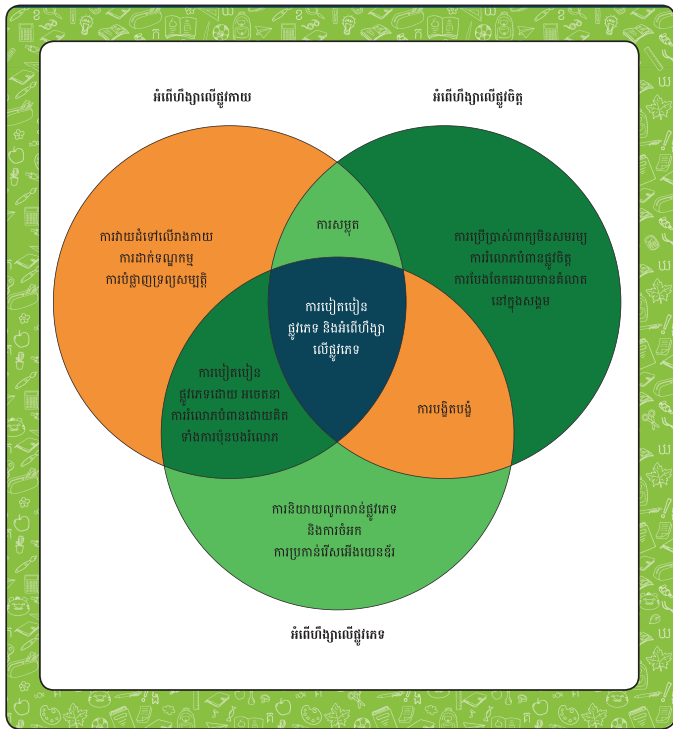 អំពើហឹង្សាលើផ្លូវកាយ
អំពើហឹង្សាលើផ្លូវចិត្ត
ការសម្លុត
ការវាយដំទៅលើរាងកាយ
ការដាក់ទណ្ឌកម្ម
ការបំផ្លាញទ្រព្យសម្បត្តិ
ការប្រើប្រាស់ពាក្យមិនសមរម្យ
ការរំលោភបំពានផ្លូវចិត្ត
ការបែងចែកអោយមានគំលាត
នៅក្នុងសង្គម
ការបៀតបៀន
ផ្លូវភេទ និងអំពើហឹង្សា
លើផ្លូវភេទ
ការបៀតបៀន
ផ្លូវភេទដោយ អចេតនា
ការរំលោភបំពានដោយគិត
ទាំងការប៉ុនបងរំលោភ
ការបង្ខិតបង្ខំ
ការនិយាយលូកលាន់ផ្លូវភេទ
និងការចំអក
ការប្រកាន់រើសអើងយេនឌ័រ
អំពើហឹង្សាលើផ្លូវភេទ